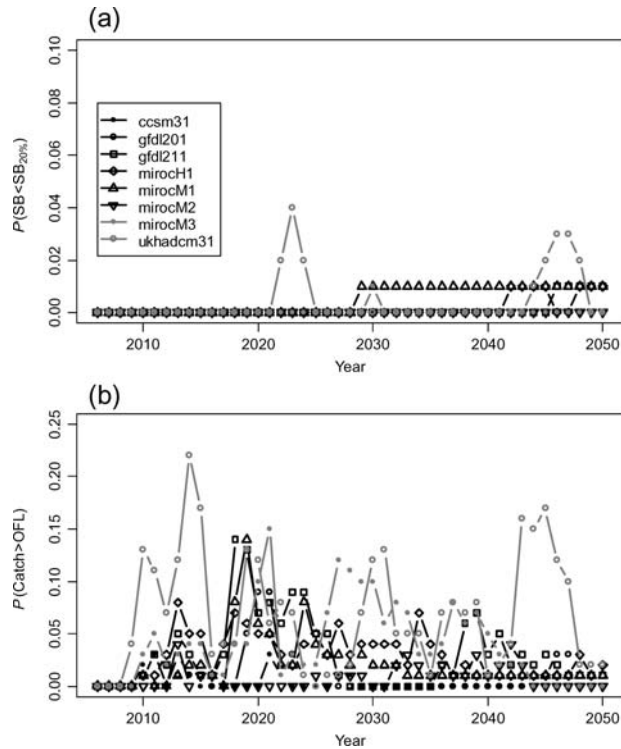 (a)
0.10
0.08
0.06
0.04
0.02
0.00
P(SB<SB20%)
ccsm31
gfdl201
gfdl211
mirocH1
mirocM1
mirocM2
mirocM3
ukhadcm31
2010 2020 2030 2040 2050
Year
(b)
0.25
0.20
0.15
0.10
0.05
0.00
P(Catch>OFL)
2010 2020 2030 2040 2050
Year